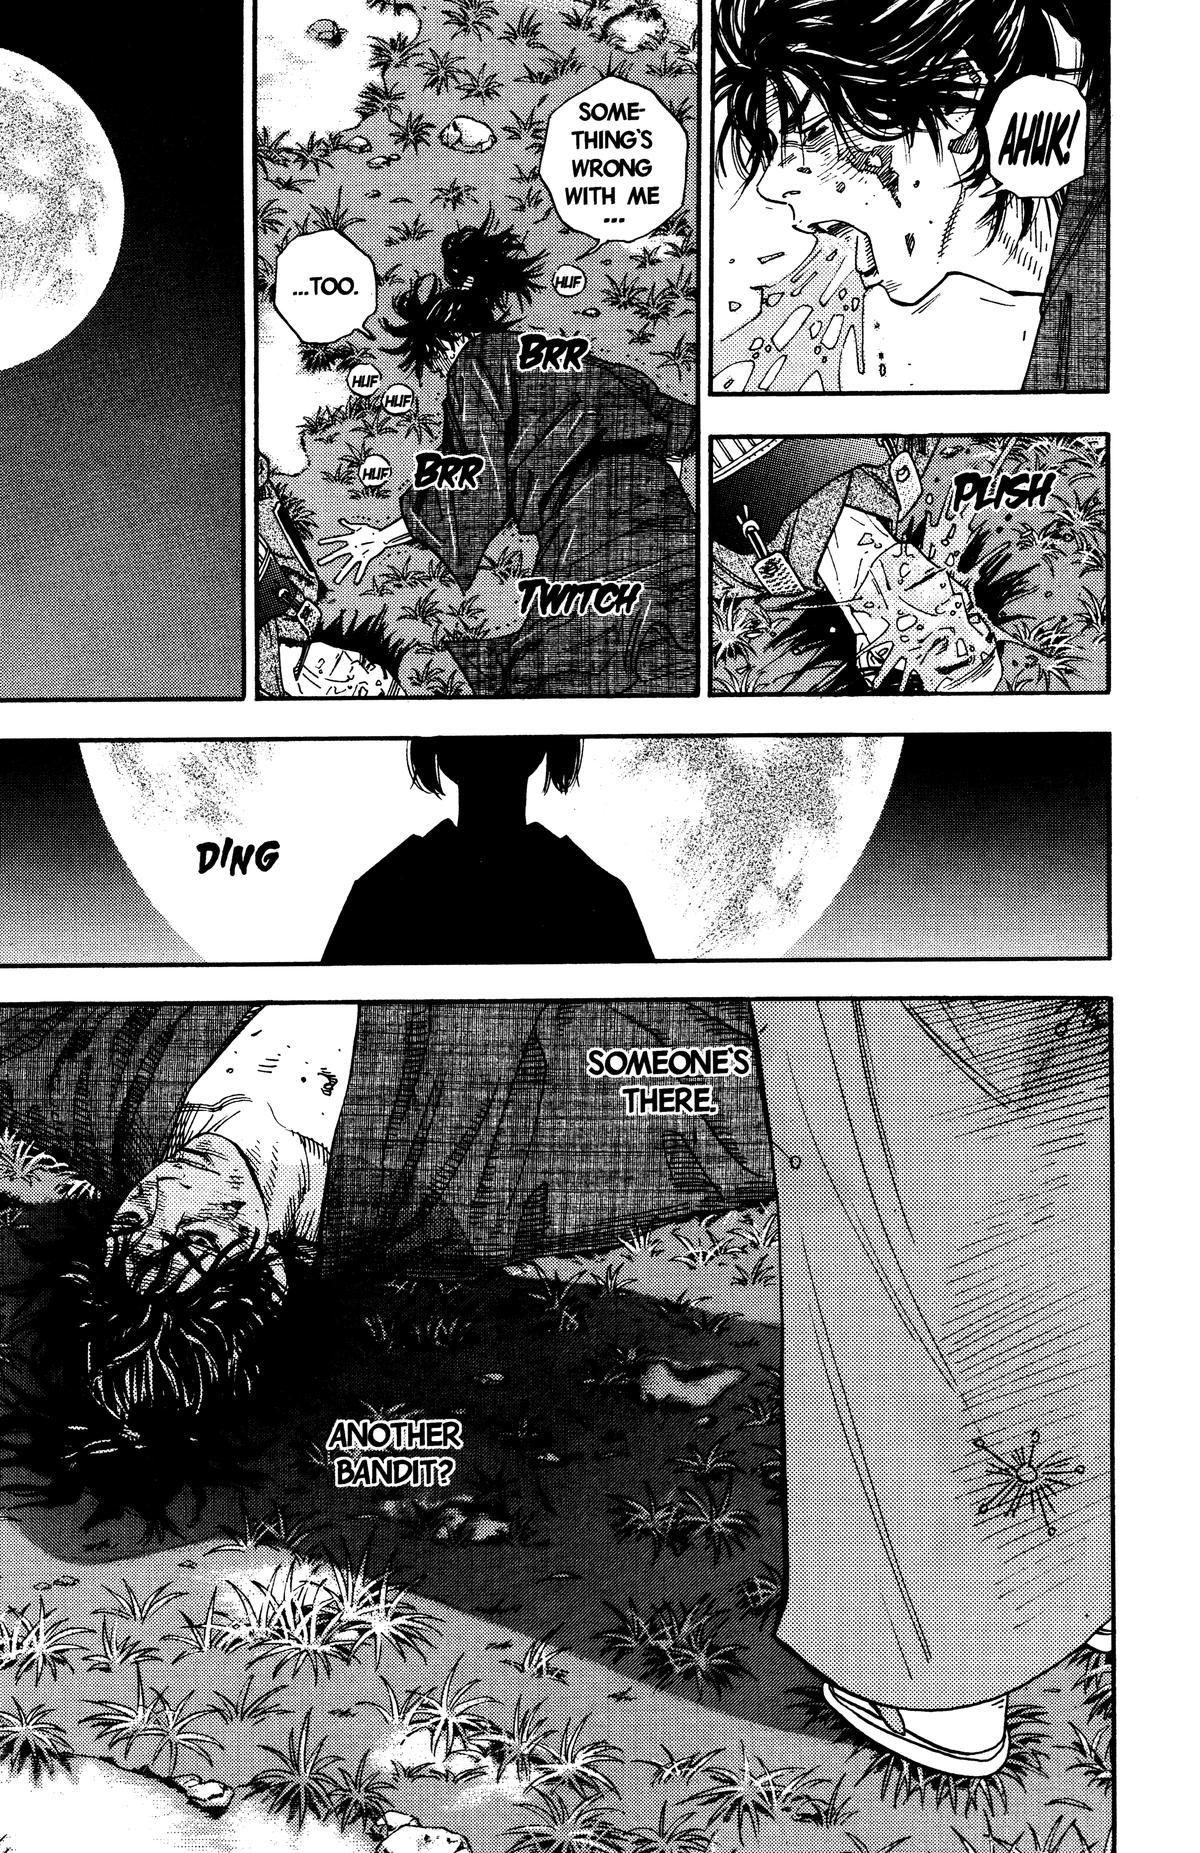 AHUK!
PLISH
SOME-
THING'S
WRONG
WITH ME
...
HUF
...TOO.
BRR
HUF
HUF
BRR
HUF
TWITCH
DING
SOMEONE'S
THERE.
ANOTHER
BANDIT?